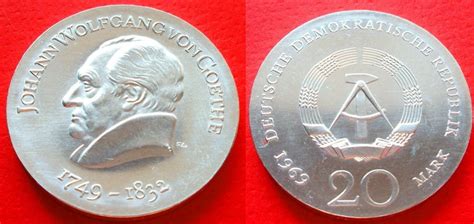 JOHANN WOLFGANG VON GOETHE
1749 - 1832
DEUTSCHE DEMOKRATISCHE REPUBLIK
1969
20
MARK